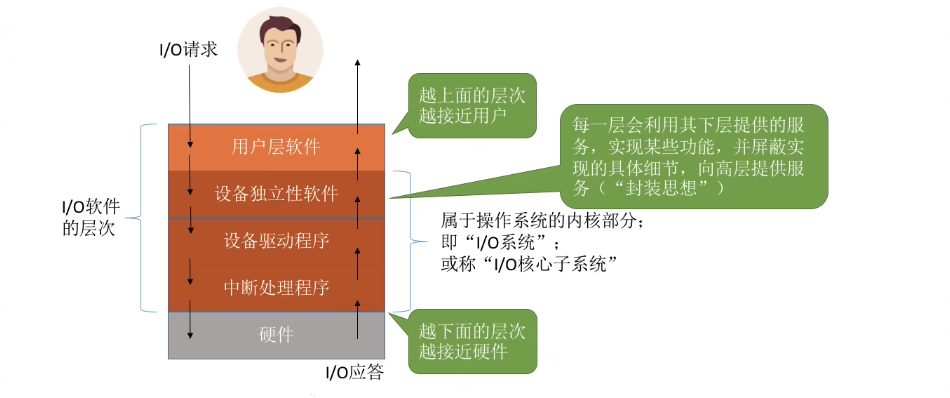 I/O请求
越上面的层次
越接近用户
每一层会利用其下层提供的服
务，实现某些功能，并屏蔽实
现的具体细节，向高层提供服
务（“封装思想”）
用户层软件
设备独立性软件
I/O软件
的层次
设备驱动程序
中断处理程序
属于操作系统的内核部分；
即“I/O系统”；
或称“I/O核心子系统”
硬件
越下面的层次
越接近硬件
I/O应答